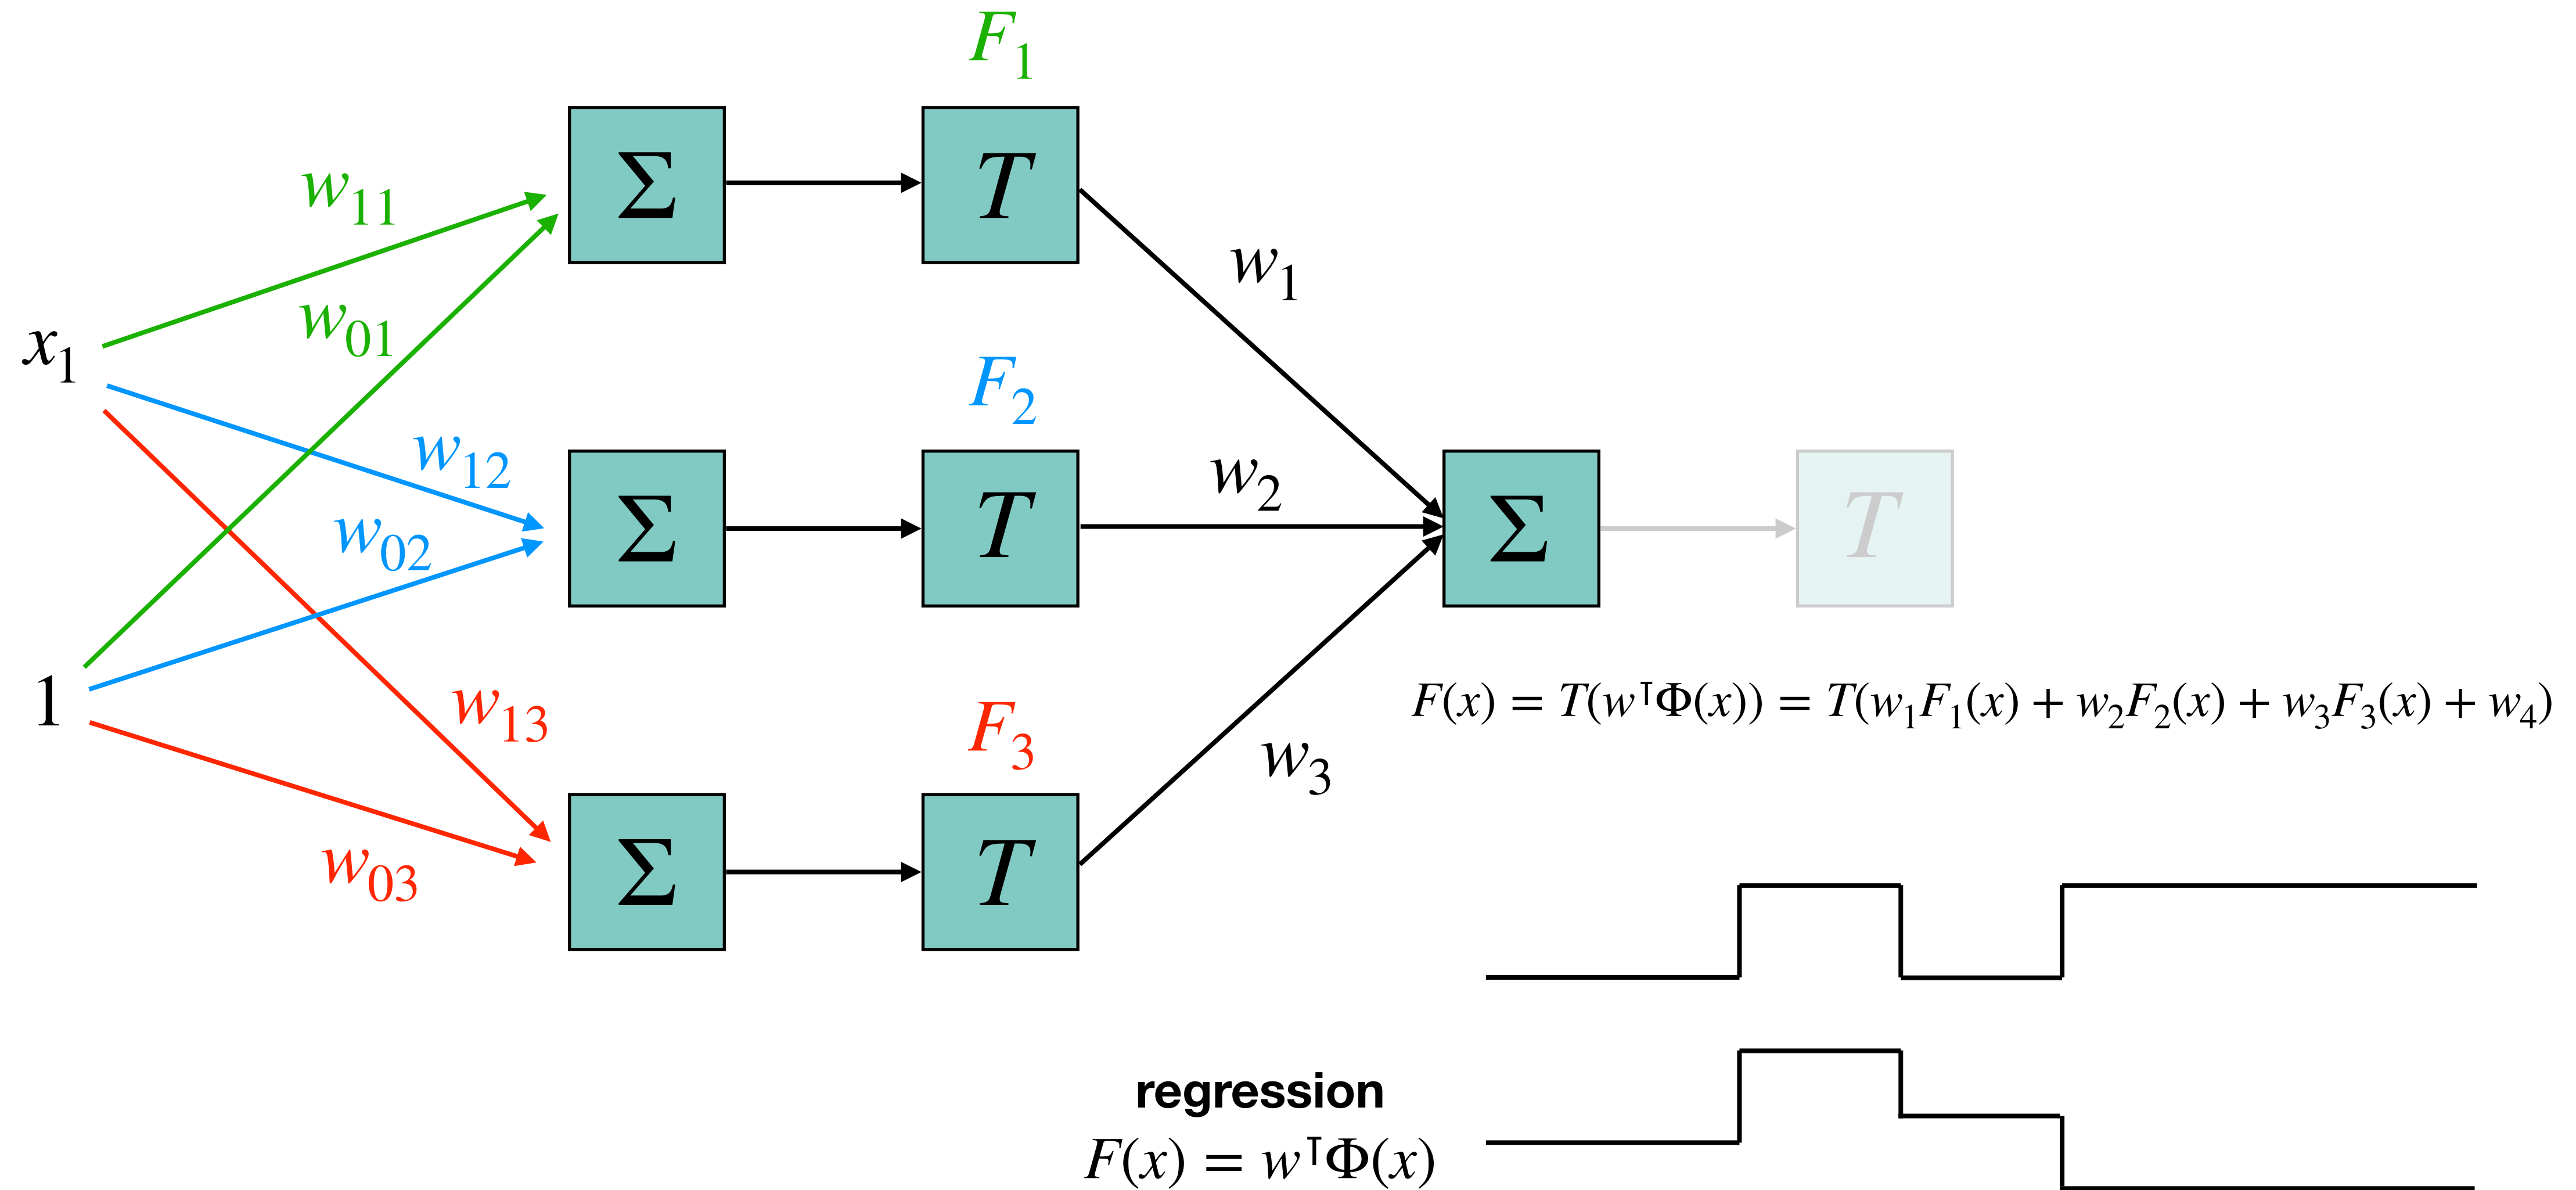 F₁
Σ
T
w₁₁
w₀₁
w₁
x₁
F₂
w₁₂
w₀₂
Σ
T
w₂
Σ
T
1
w₁₃
w₀₃
F₃
Σ
T
w₃
F(x) = T(w⊺Φ(x)) = T(w₁F₁(x) + w₂F₂(x) + w₃F₃(x) + w₄)
regression
F(x) = w⊺Φ(x)